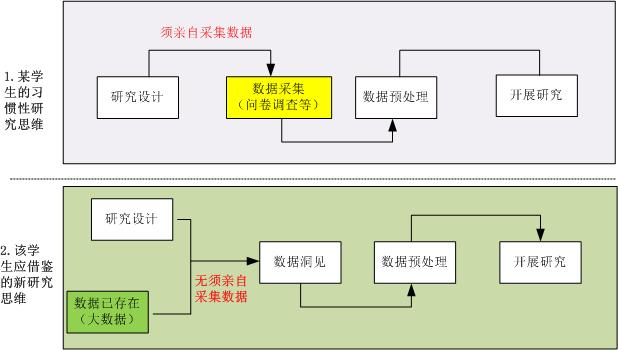 须亲自采集数据
1.某学
生的习
惯性研
究思维
研究设计
数据采集
（问卷调查等）
数据预处理
开展研究
2.该学
生应借鉴
的新研究
思维
研究设计
数据已存在
（大数据）
无须亲自
采集数据
数据洞见
数据预处理
开展研究